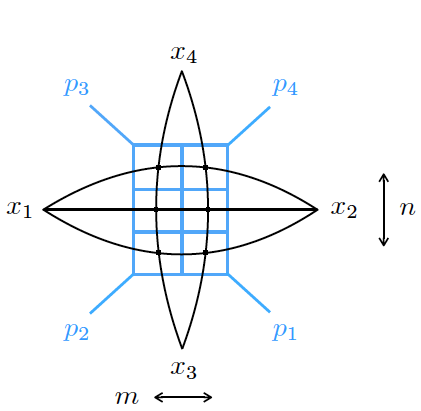 x₄
p₃ p₄
x₁ x₂ n
p₂ p₁
x₃
m